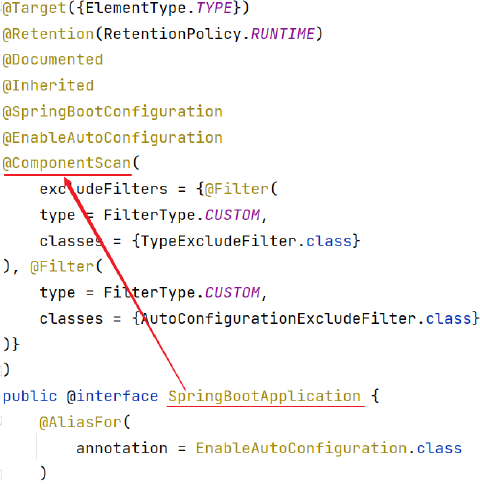 @Target({ElementType.TYPE})
@Retention(RetentionPolicy.RUNTIME)
@Documented
@Inherited
@SpringBootConfiguration
@EnableAutoConfiguration
@ComponentScan(
    excludeFilters = {@Filter(
    type = FilterType.CUSTOM,
    classes = {TypeExcludeFilter.class}
), @Filter(
    type = FilterType.CUSTOM,
    classes = {AutoConfigurationExcludeFilter.class}
)}
)
public @interface SpringBootApplication {
    @AliasFor(
        annotation = EnableAutoConfiguration.class
    )